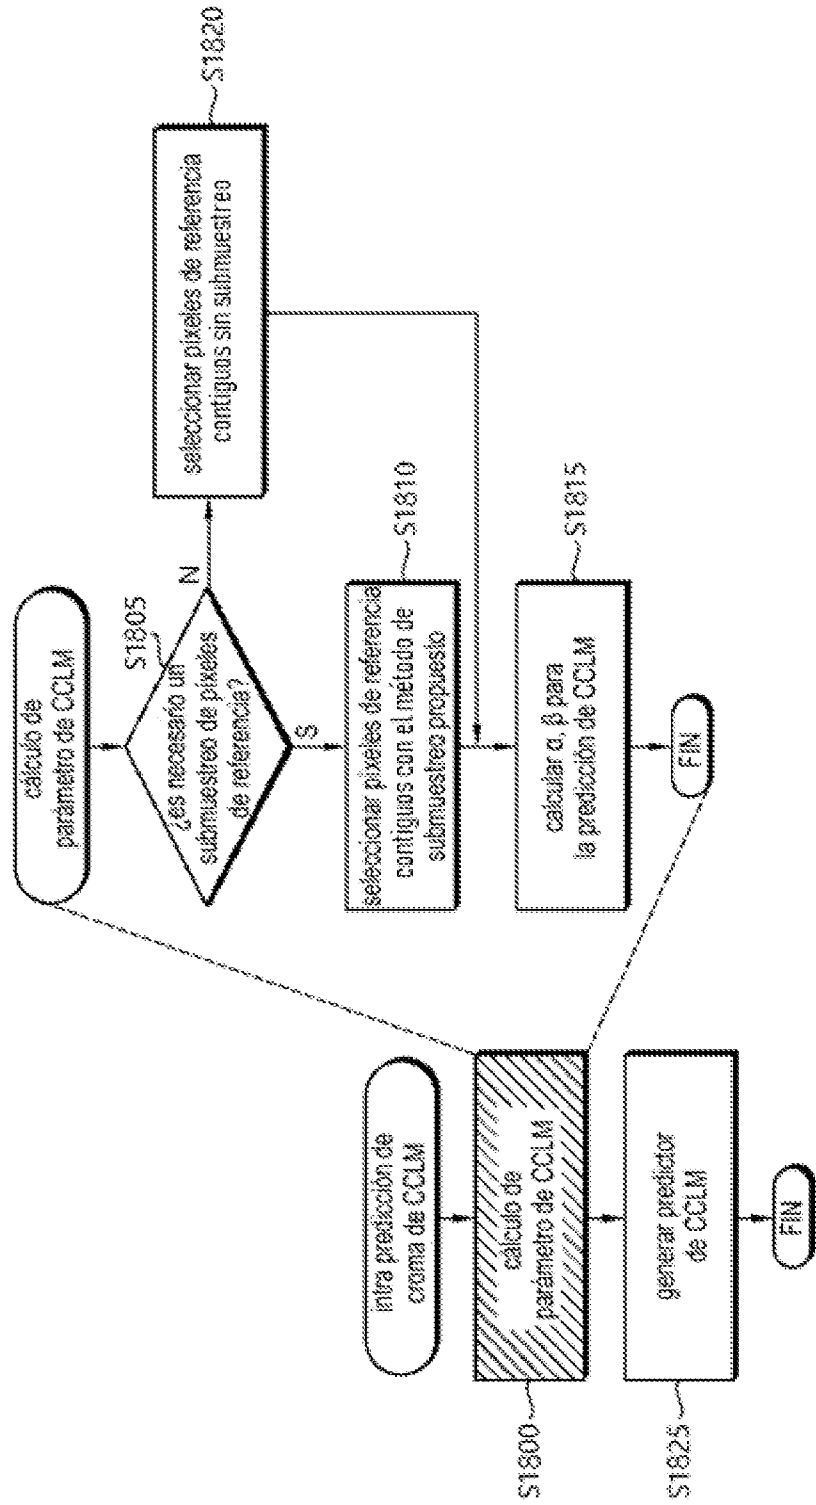 intra predicción de
croma de CCLM
S1800
cálculo de
parámetro de CCLM
S1825
generar predictor
de CCLM
FIN
cálculo de
parámetro de CCLM
S1805
¿es necesario un
submuestreo de píxeles
de referencia?
N
S
S1820
seleccionar píxeles de referencia
contiguos sin submuestreo
S1810
seleccionar píxeles de referencia
contiguos con el método de
submuestreo propuesto
S1815
calcular α, β para
la predicción de CCLM
FIN